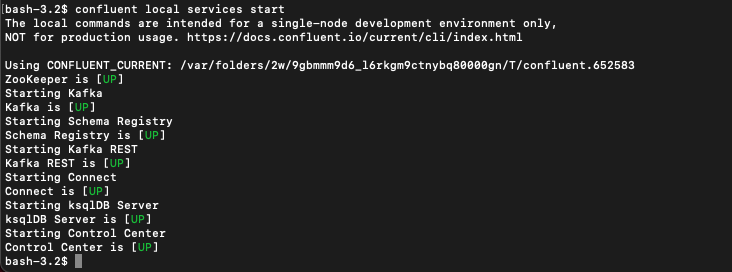 bash-3.2$ confluent local services start
The local commands are intended for a single-node development environment only,
NOT for production usage. https://docs.confluent.io/current/cli/index.html

Using CONFLUENT_CURRENT: /var/folders/2w/9gbmmm9d6_l6rkgm9ctnybq80000gn/T/confluent.652583
ZooKeeper is [UP]
Starting Kafka
Kafka is [UP]
Starting Schema Registry
Schema Registry is [UP]
Starting Kafka REST
Kafka REST is [UP]
Starting Connect
Connect is [UP]
Starting ksqlDB Server
ksqlDB Server is [UP]
Starting Control Center
Control Center is [UP]
bash-3.2$